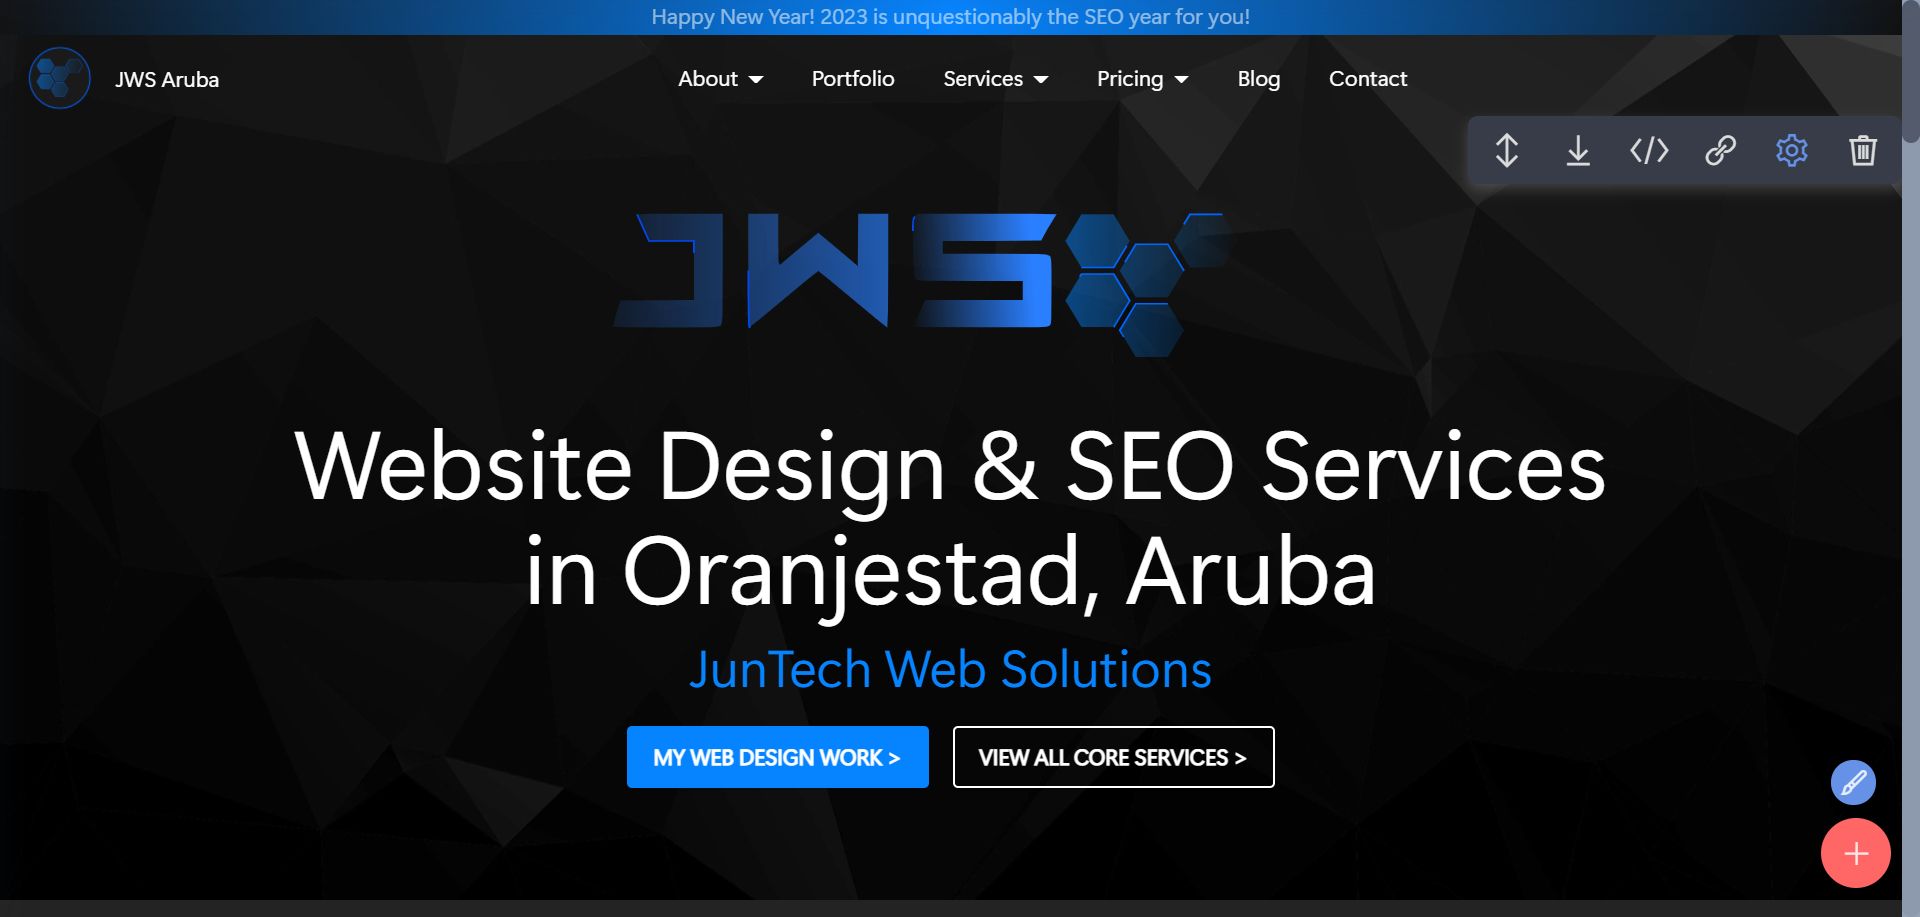 Happy New Year! 2023 is unquestionably the SEO year for you!
JWS Aruba
About
Portfolio
Services
Pricing
Blog
Contact
JWS
Website Design & SEO Services
in Oranjestad, Aruba
JunTech Web Solutions
MY WEB DESIGN WORK >
VIEW ALL CORE SERVICES >